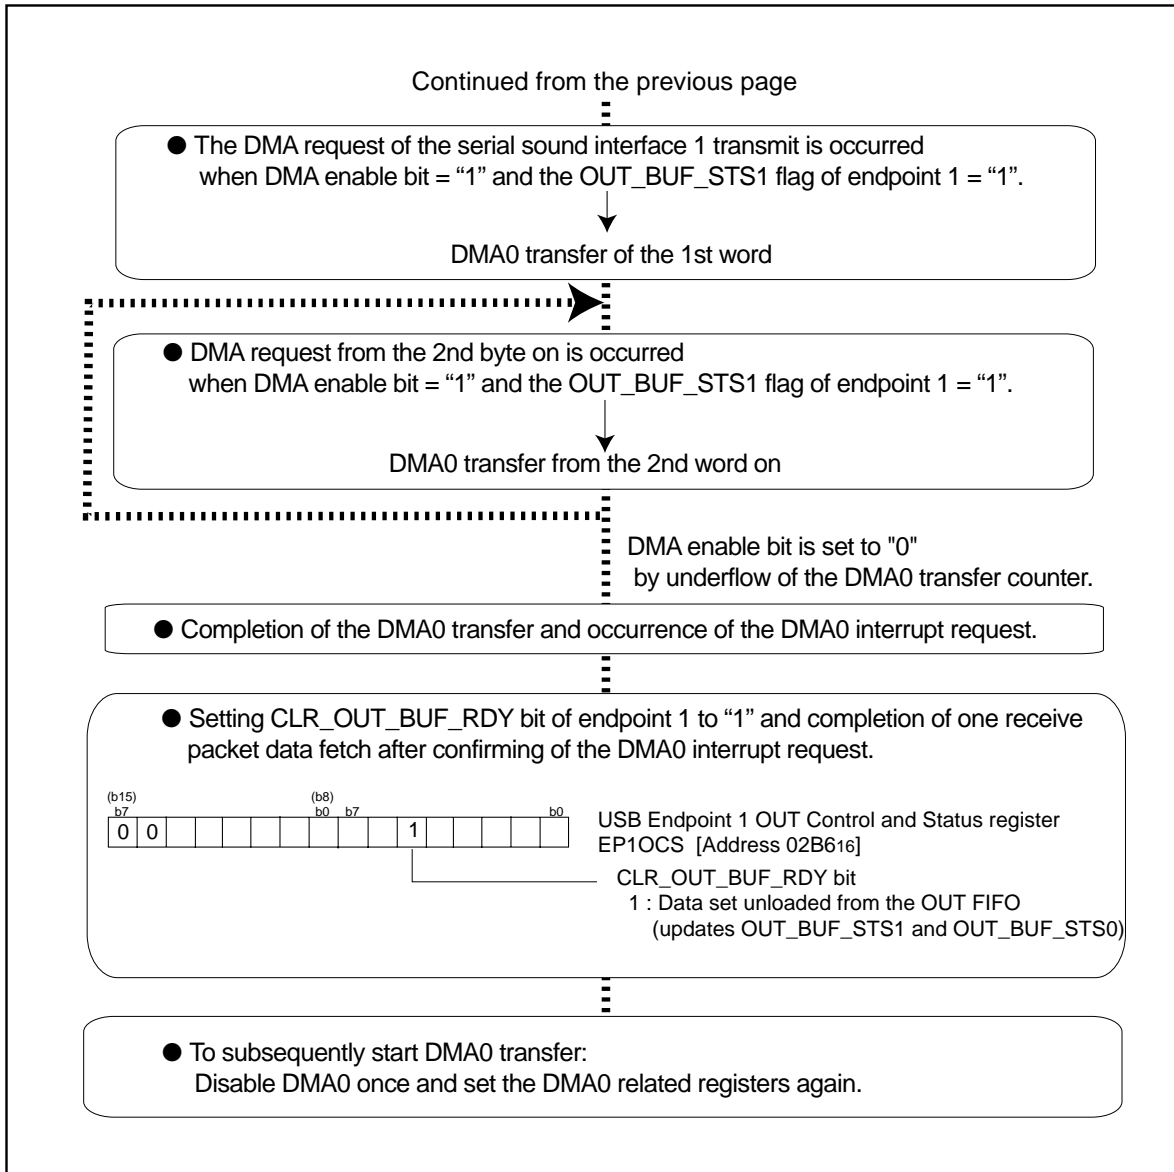 Continued from the previous page
● The DMA request of the serial sound interface 1 transmit is occurred
when DMA enable bit = “1” and the OUT_BUF_STS1 flag of endpoint 1 = “1”.
DMA0 transfer of the 1st word
● DMA request from the 2nd byte on is occurred
when DMA enable bit = “1” and the OUT_BUF_STS1 flag of endpoint 1 = “1”.
DMA0 transfer from the 2nd word on
DMA enable bit is set to "0"
by underflow of the DMA0 transfer counter.
● Completion of the DMA0 transfer and occurrence of the DMA0 interrupt request.
● Setting CLR_OUT_BUF_RDY bit of endpoint 1 to “1” and completion of one receive
packet data fetch after confirming of the DMA0 interrupt request.
(b15) (b8)
b7 b0 b7 b0
0 0 1
USB Endpoint 1 OUT Control and Status register
EP1OCS [Address 02B616]
CLR_OUT_BUF_RDY bit
1 : Data set unloaded from the OUT FIFO
(updates OUT_BUF_STS1 and OUT_BUF_STS0)
● To subsequently start DMA0 transfer:
Disable DMA0 once and set the DMA0 related registers again.